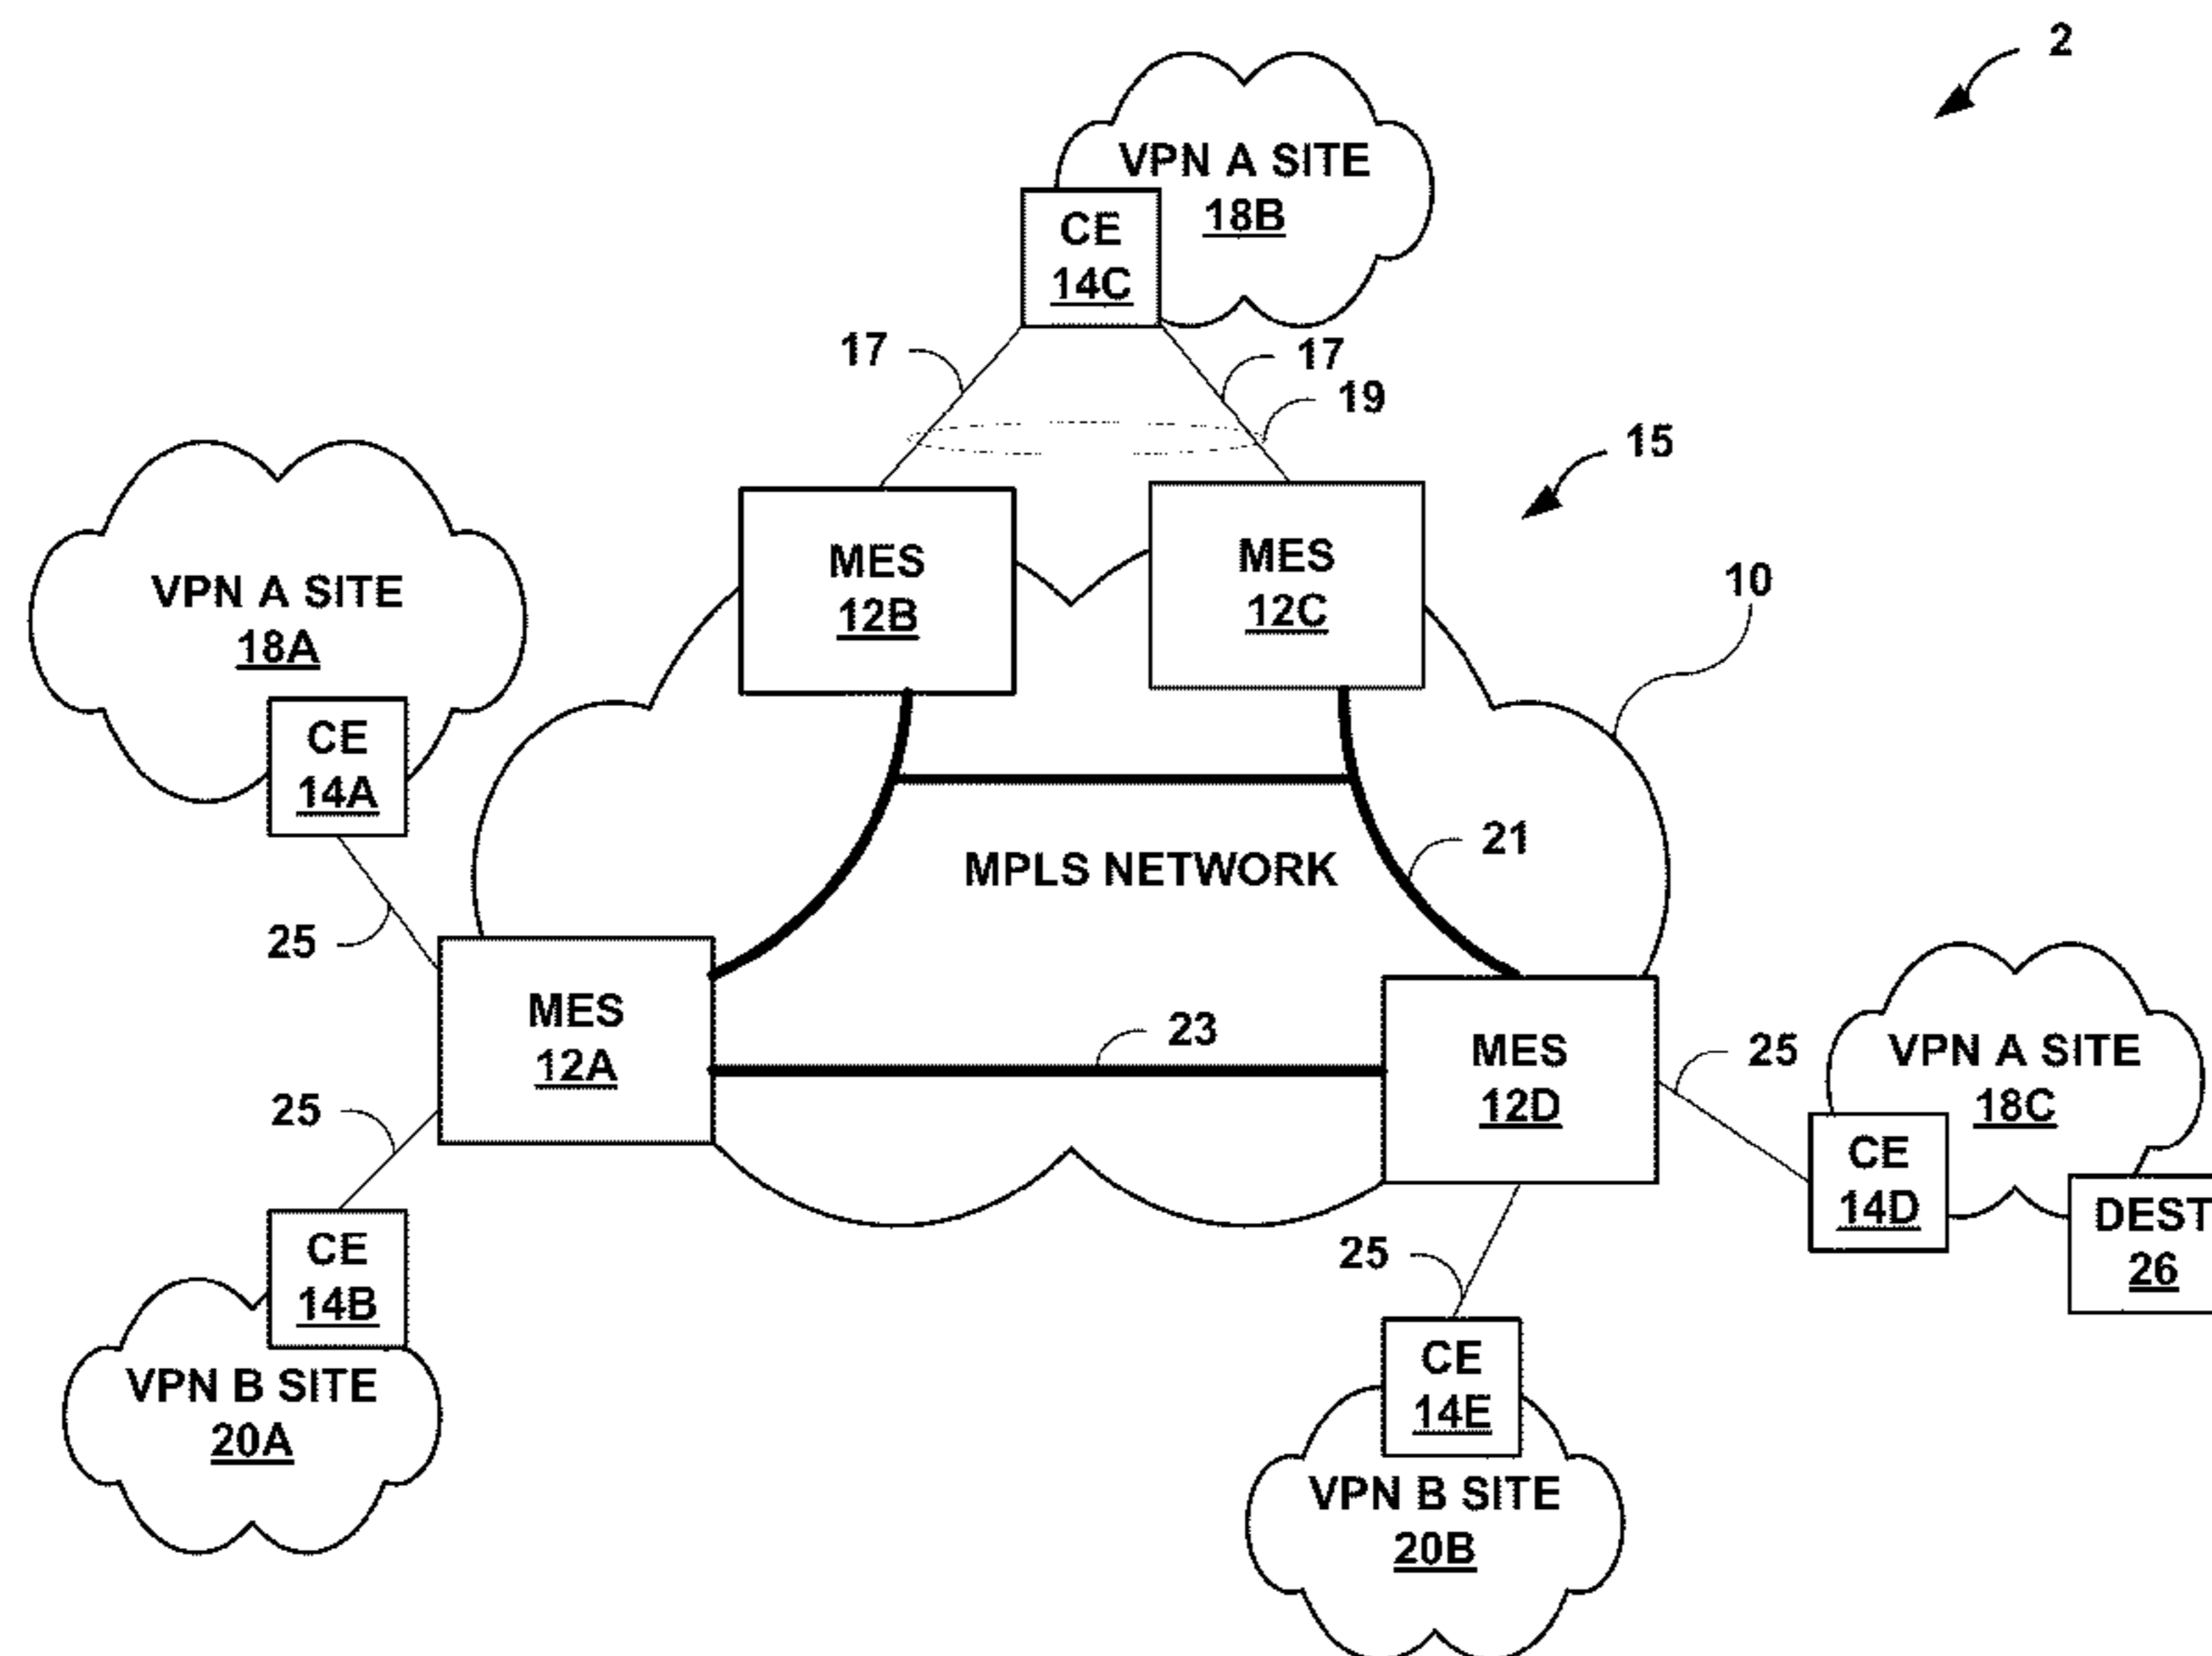 2
VPN A SITE
18B
CE
14C
17
17
19
15
VPN A SITE
18A
MES
12B
MES
12C
10
CE
14A
21
MPLS NETWORK
25
MES
12A
23
MES
12D
25
VPN A SITE
18C
25
CE
14D
DEST
26
CE
14B
25
VPN B SITE
20A
CE
14E
VPN B SITE
20B